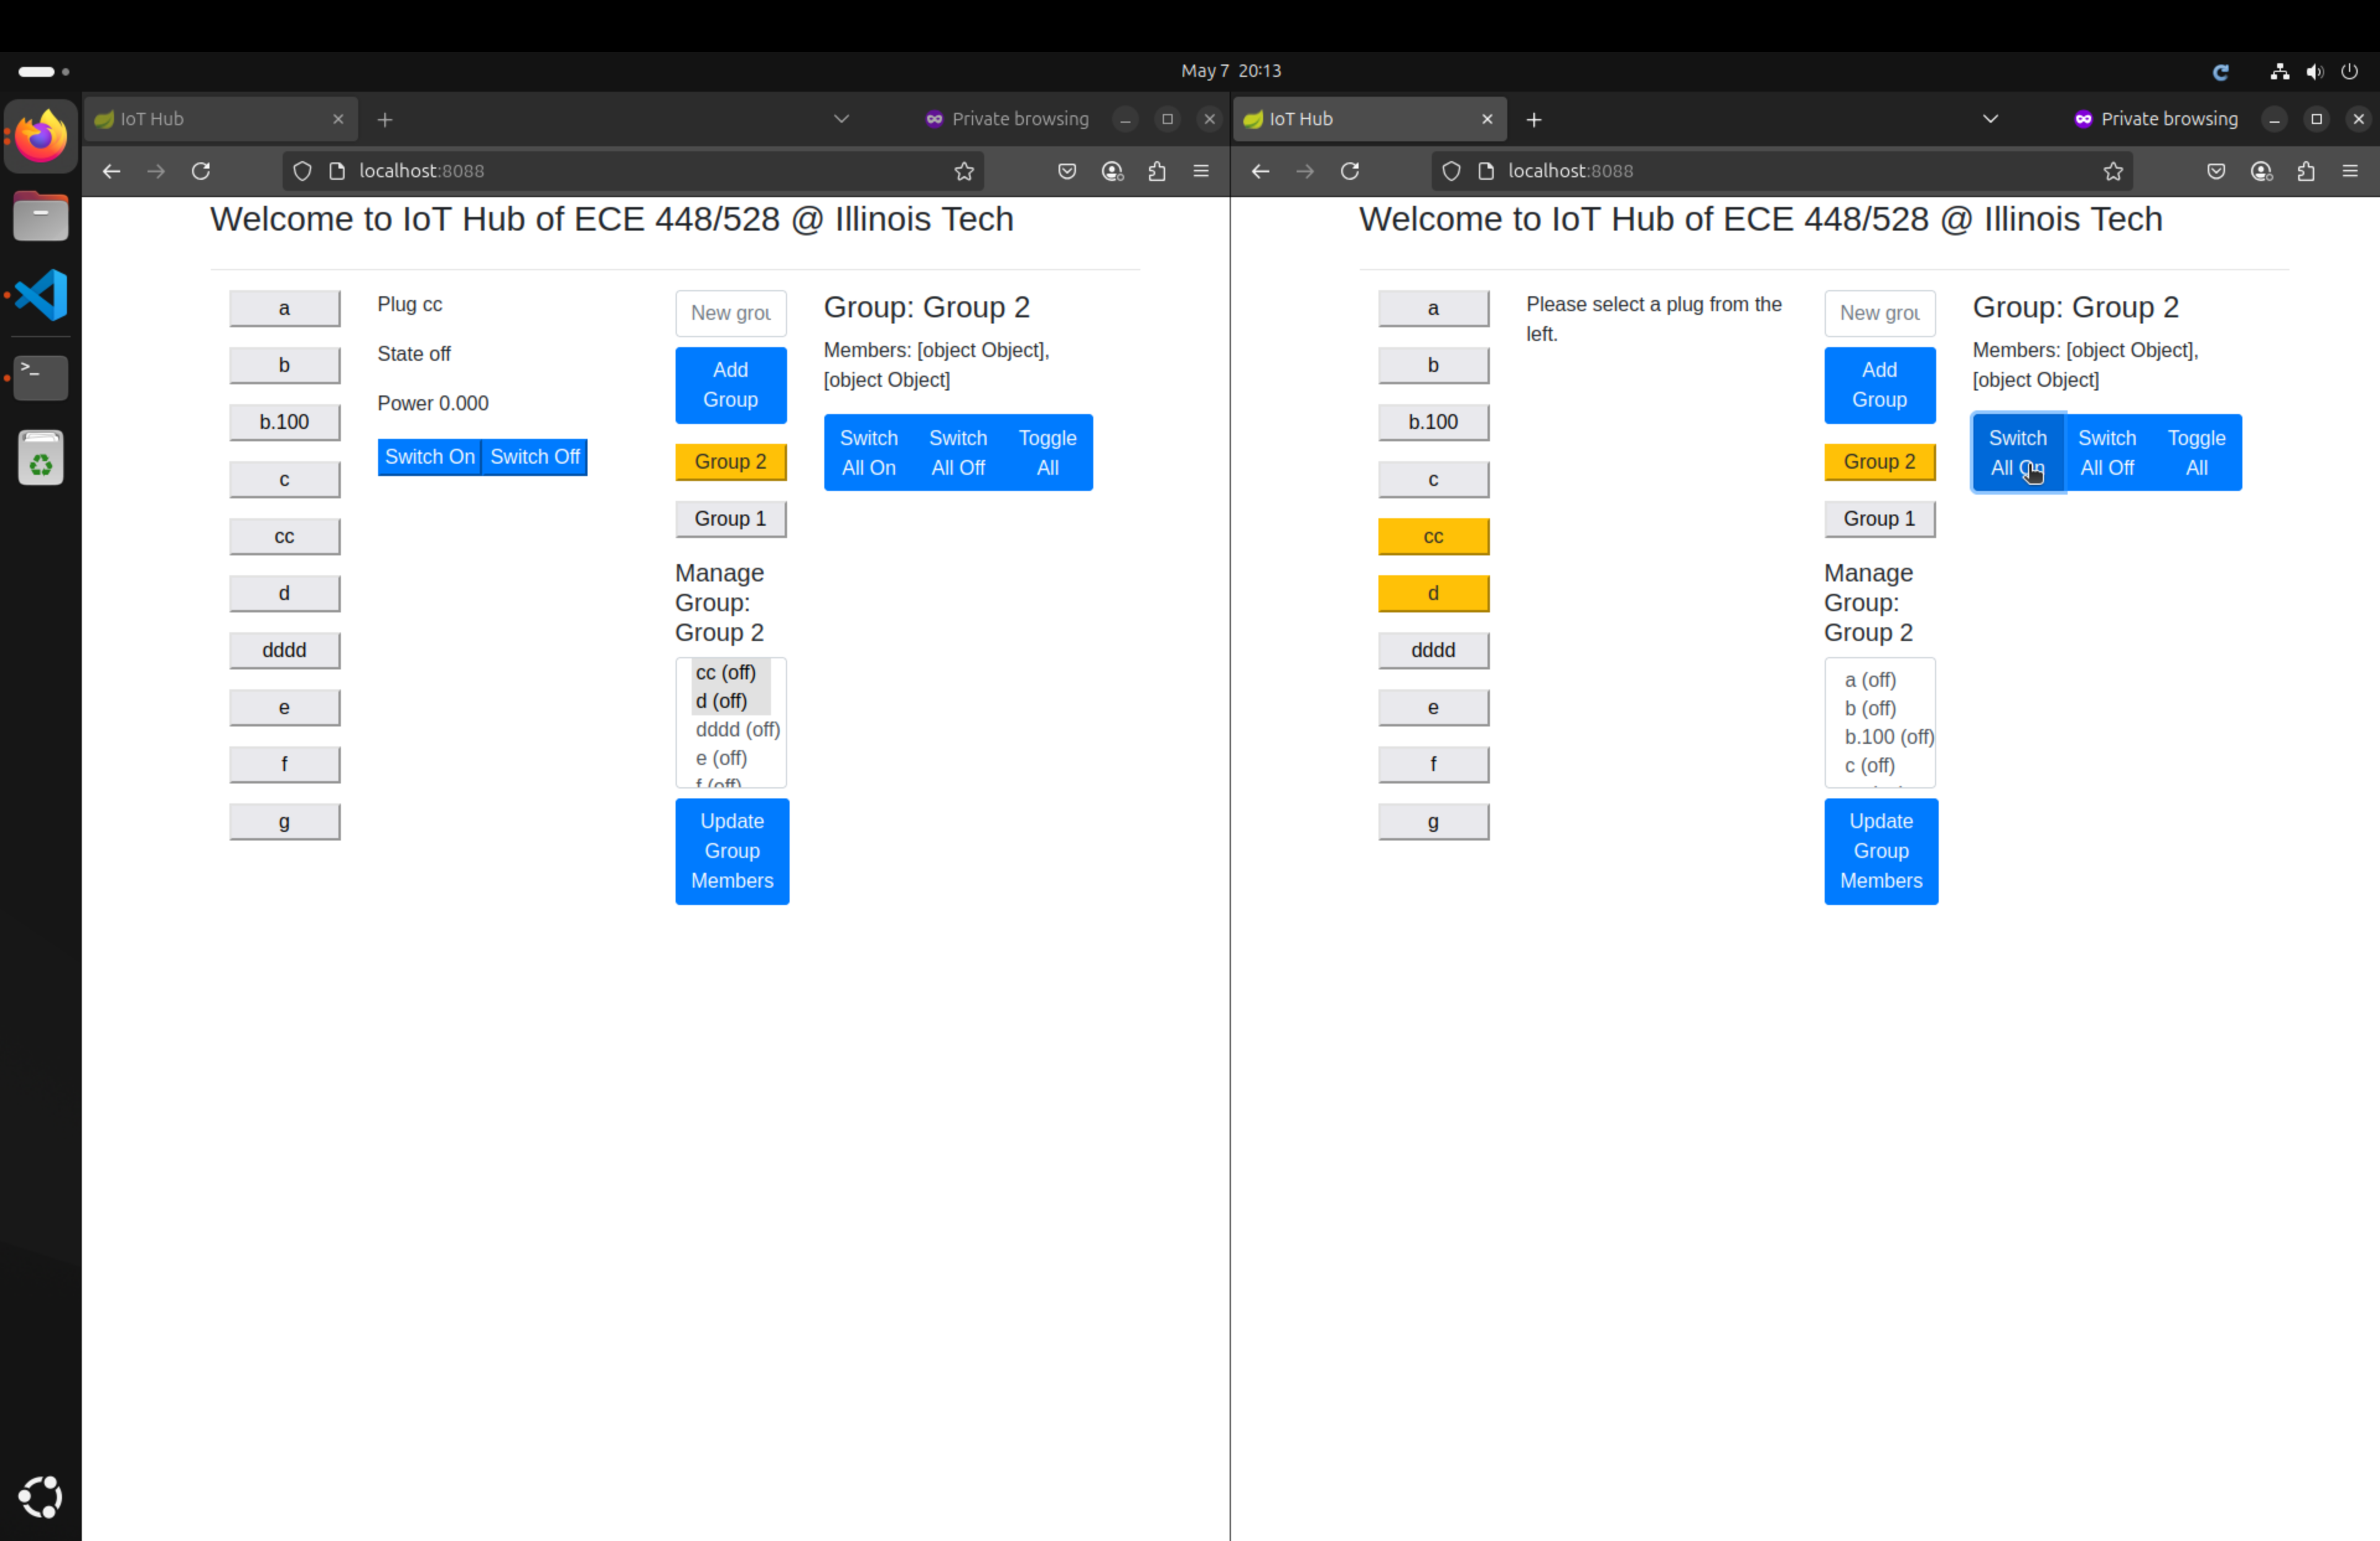 May 7 20:13
IoT Hub
Private browsing
localhost:8088
Welcome to IoT Hub of ECE 448/528 @ Illinois Tech
a
b
b.100
c
cc
d
dddd
e
f
g
Plug cc
State off
Power 0.000
Switch On
Switch Off
New grou
Add
Group
Group 2
Group 1
Manage
Group:
Group 2
cc (off)
d (off)
dddd (off)
e (off)
f (off)
Update
Group
Members
Group: Group 2
Members: [object Object],
[object Object]
Switch
All On
Switch
All Off
Toggle
All
IoT Hub
Private browsing
localhost:8088
Welcome to IoT Hub of ECE 448/528 @ Illinois Tech
a
b
b.100
c
cc
d
dddd
e
f
g
Please select a plug from the
left.
New grou
Add
Group
Group 2
Group 1
Manage
Group:
Group 2
a (off)
b (off)
b.100 (off)
c (off)
Update
Group
Members
Group: Group 2
Members: [object Object],
[object Object]
Switch
All On
Switch
All Off
Toggle
All